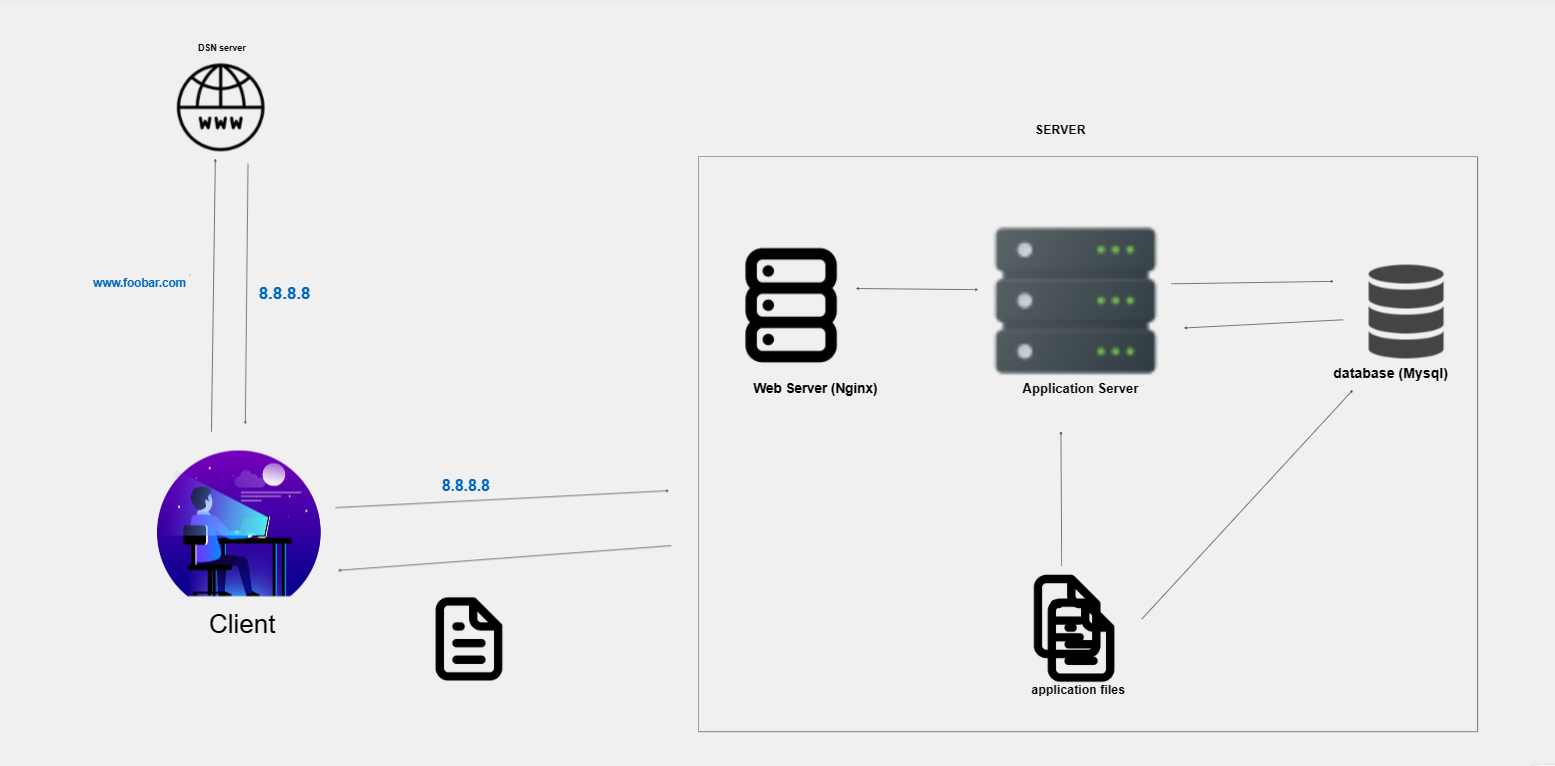 DSN server
WWW
SERVER
www.foobar.com
8.8.8.8
Web Server (Nginx)
Application Server
database (Mysql)
8.8.8.8
Client
application files